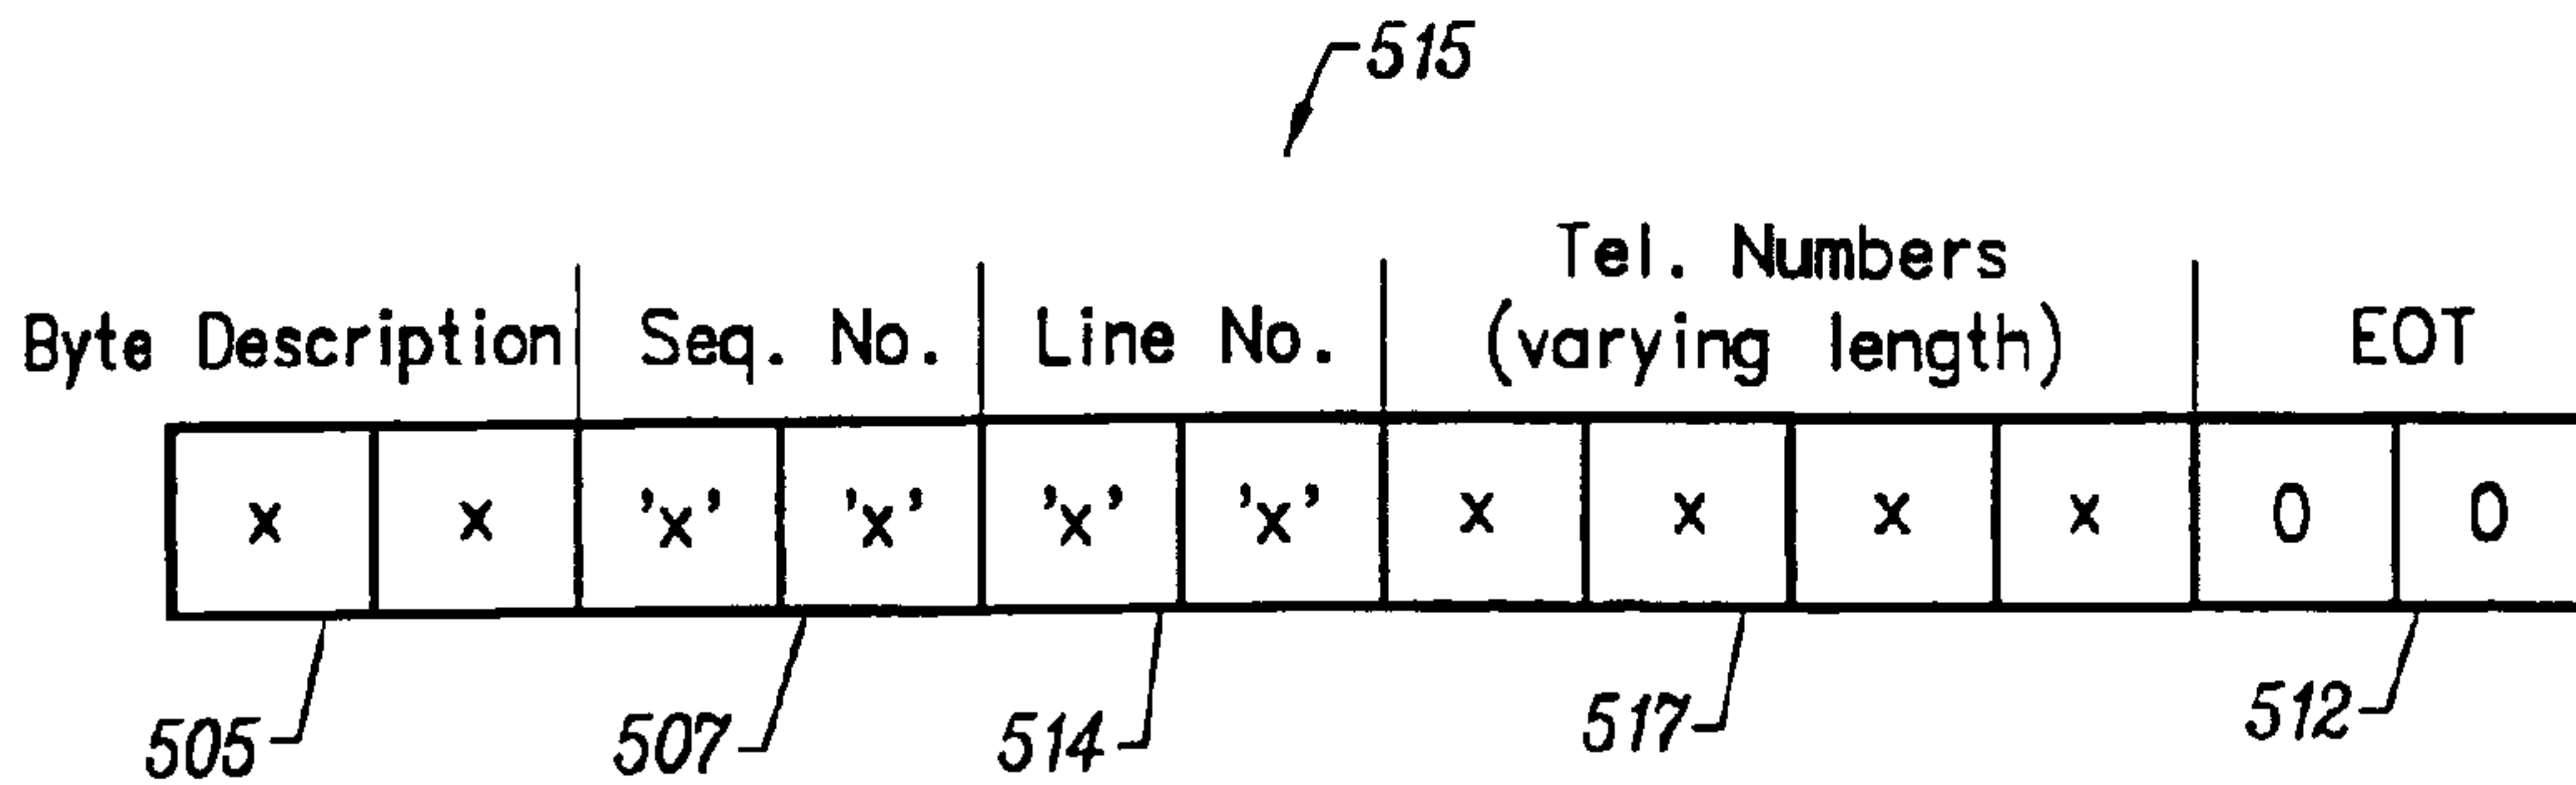 515
Tel. Numbers
Byte Description Seq. No. Line No. (varying length) EOT
x x 'x' 'x' 'x' 'x' x x x x 0 0
505 507 514 517 512